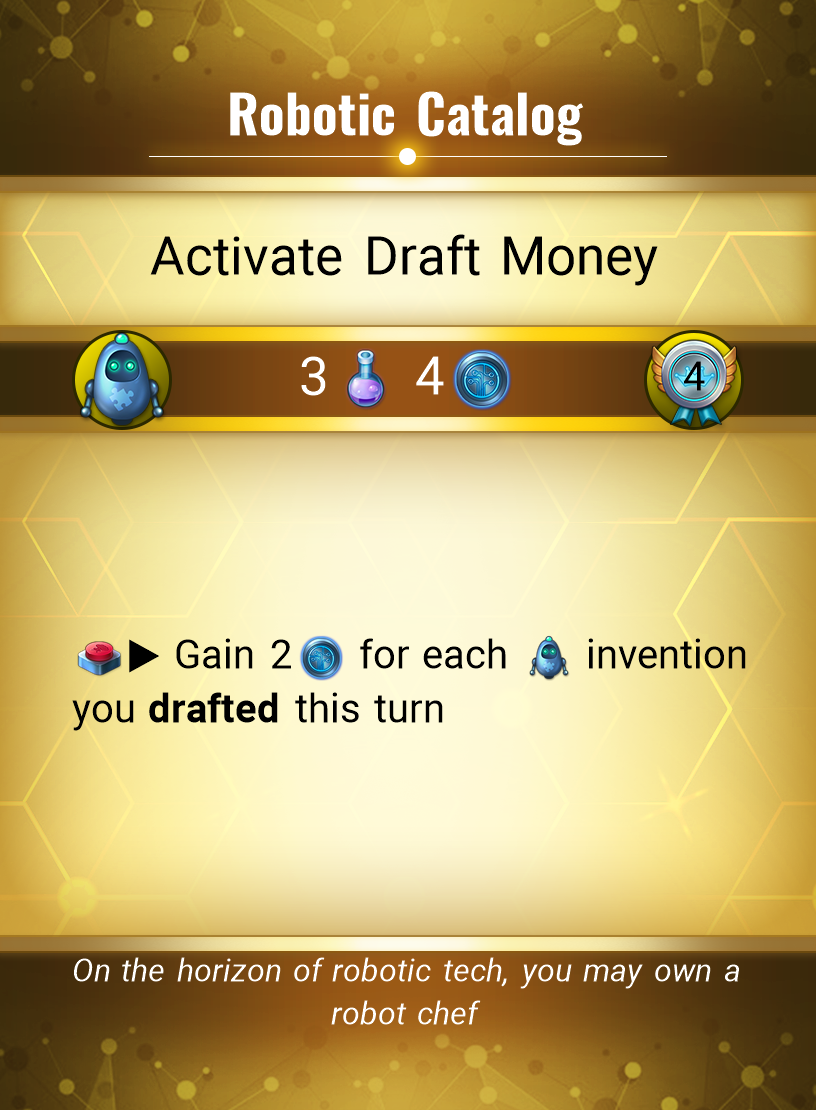 Robotic Catalog
Activate Draft Money
3 4 4
▶ Gain 2 for each invention
you drafted this turn
On the horizon of robotic tech, you may own a
robot chef